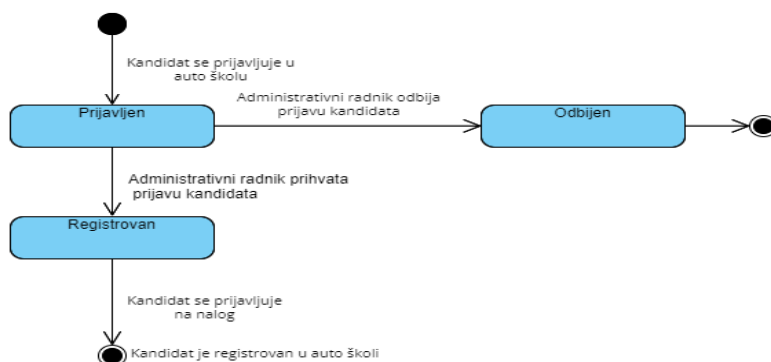 Kandidat se prijavljuje u
auto školu
Prijavljen
Administrativni radnik odbija
prijavu kandidata
Odbijen
Administrativni radnik prihvata
prijavu kandidata
Registrovan
Kandidat se prijavljuje
na nalog
Kandidat je registrovan u auto školi